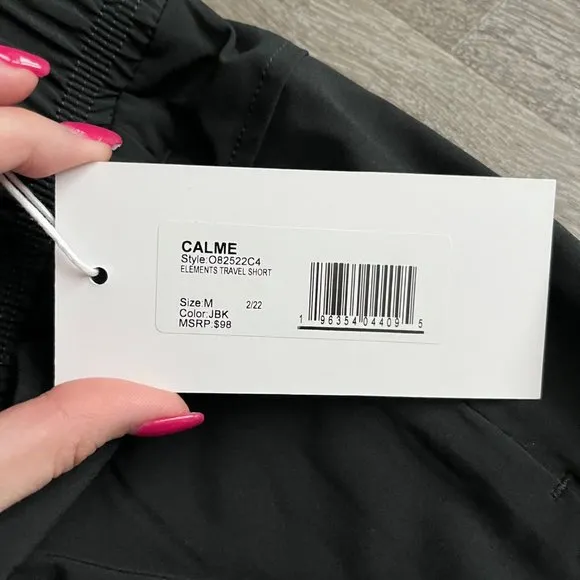 CALME
Style:O82522C4
ELEMENTS TRAVEL SHORT
Size:M 2/22
Color:JBK
MSRP:$98
1 96354 04409 5